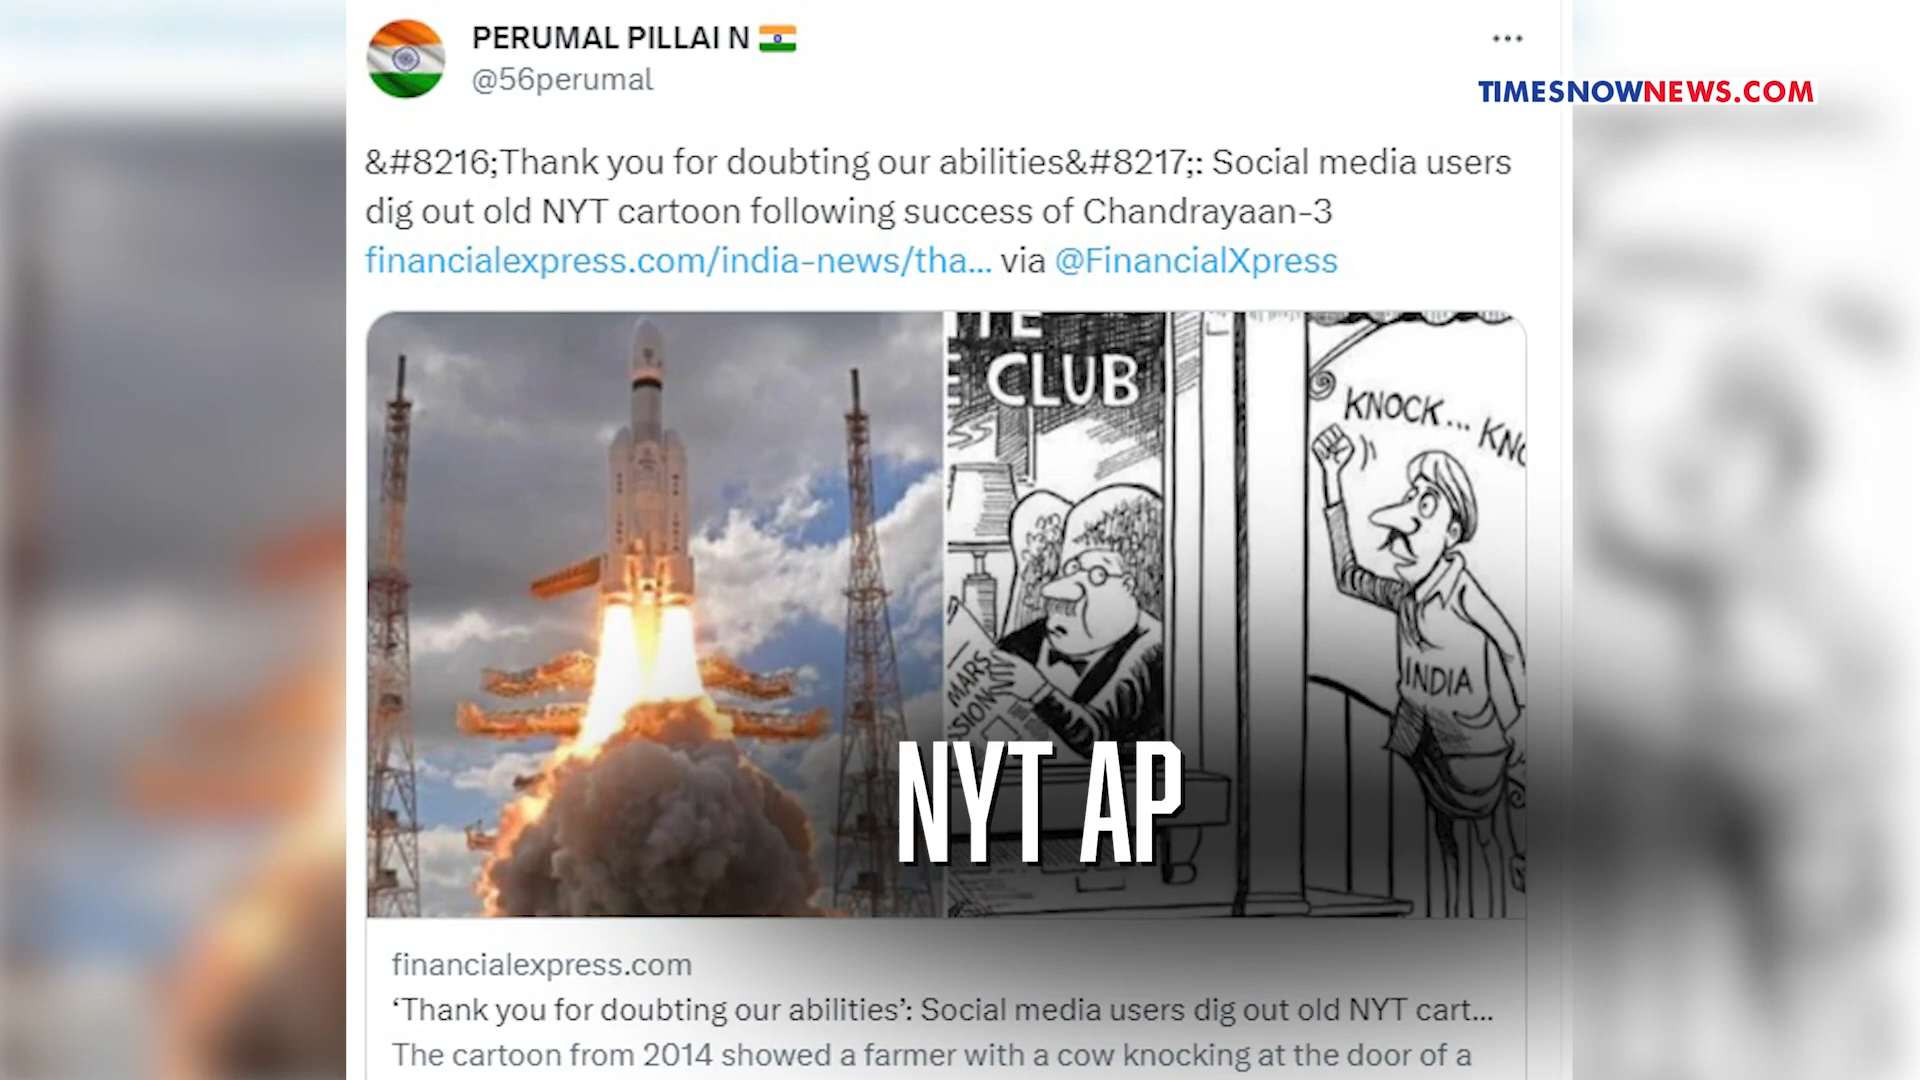 PERUMAL PILLAI N
@56perumal
TIMESNOWNEWS.COM
&#8216;Thank you for doubting our abilities&#8217;: Social media users
dig out old NYT cartoon following success of Chandrayaan-3
financialexpress.com/india-news/tha... via @FinancialXpress
CLUB
KNOCK...
INDIA
MARS
NYT AP
financialexpress.com
‘Thank you for doubting our abilities’: Social media users dig out old NYT cart...
The cartoon from 2014 showed a farmer with a cow knocking at the door of a